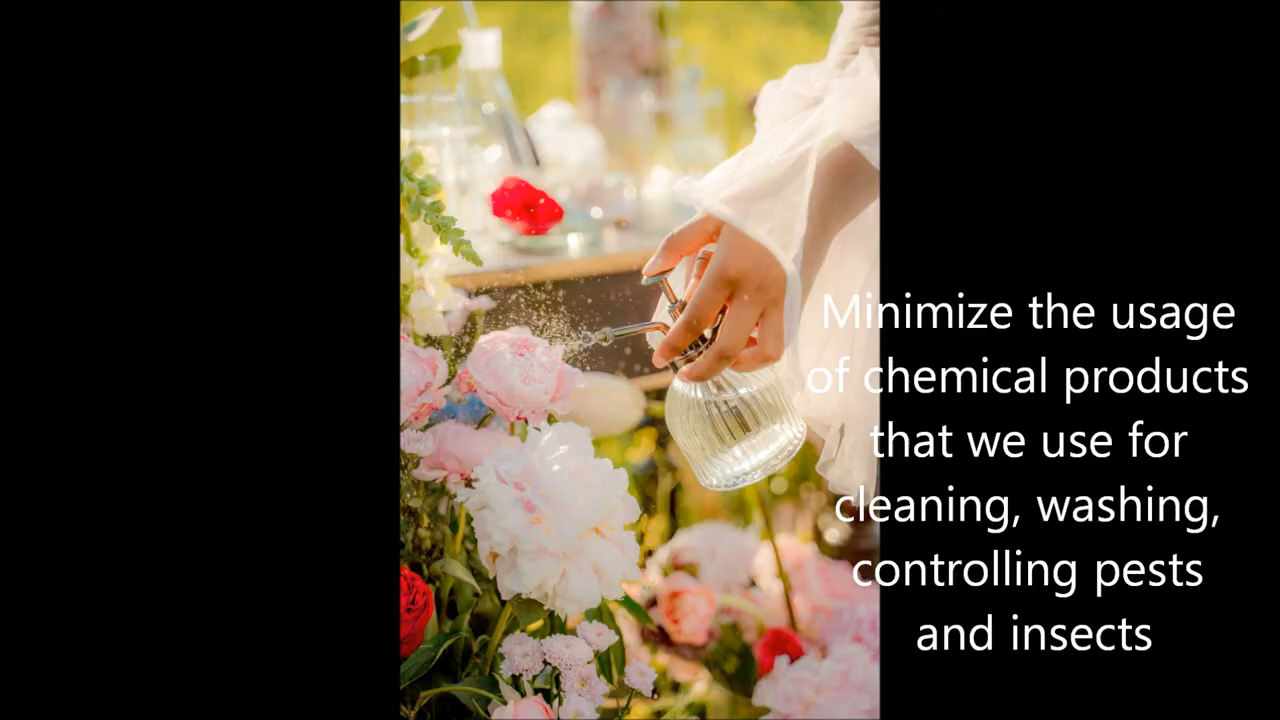 Minimize the usage
of chemical products
that we use for
cleaning, washing,
controlling pests
and insects